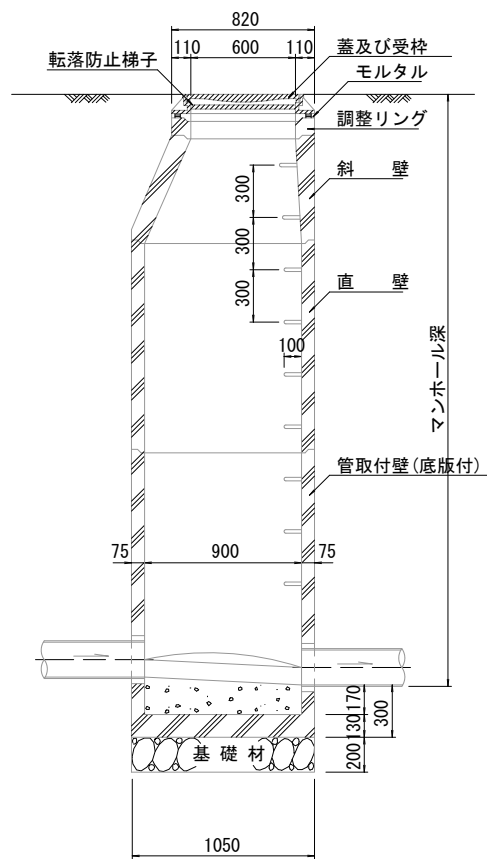 820
110 600 110
転落防止梯子
蓋及び受枠
モルタル
調整リング
斜 壁
300
300
300
直 壁
100
マンホール深
管取付壁(底版付)
75 900 75
170
130
300
200
基 礎 材
1050